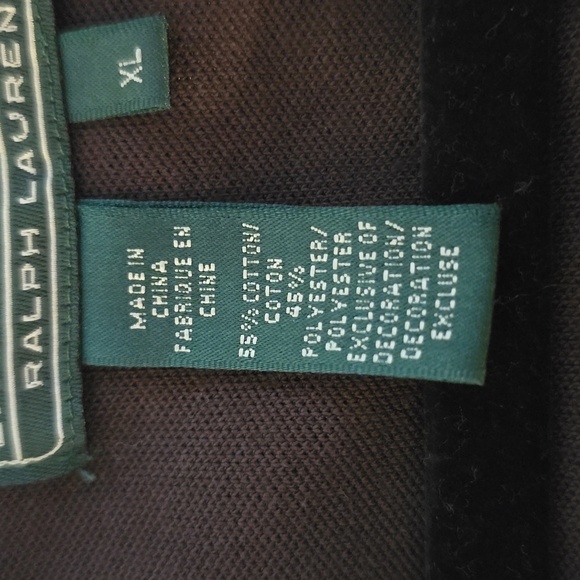 RALPH LAUREN
XL
MADE IN
CHINA
FABRIQUE EN
CHINE
55% COTTON/
COTON
45%
POLYESTER/
POLYESTER
EXCLUSIVE OF
DECORATION/
DECORATION
EXCLUSE